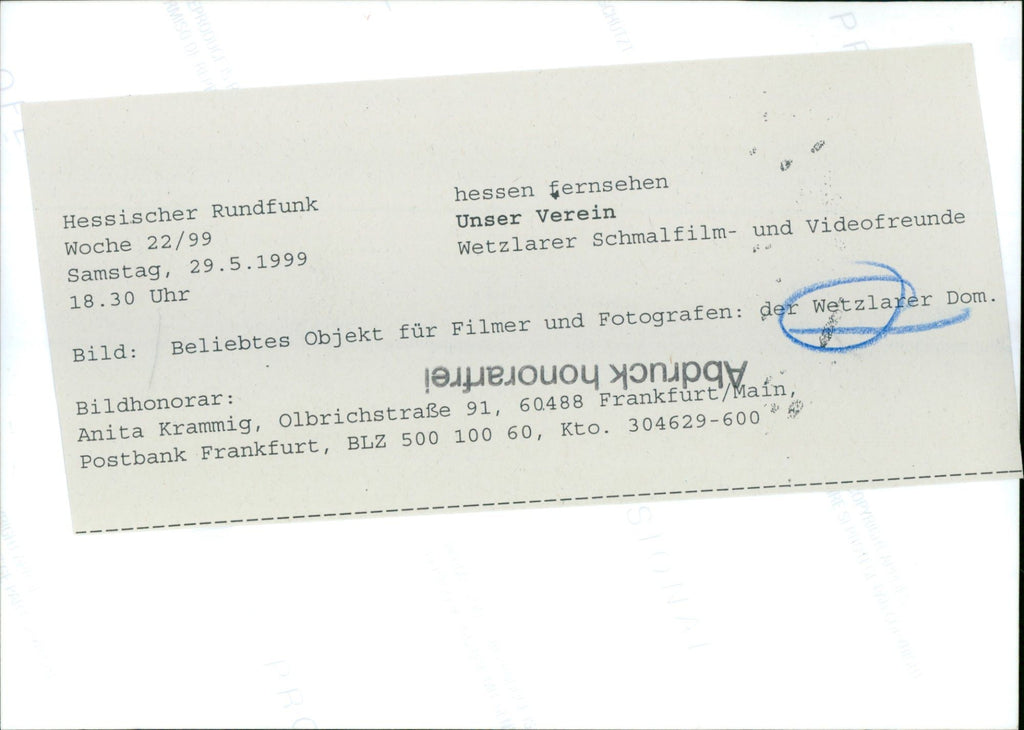 Hessischer Rundfunk
Woche 22/99
Samstag, 29.5.1999
18.30 Uhr
hessen fernsehen
Unser Verein
Wetzlarer Schmalfilm- und Videofreunde
Bild: Beliebtes Objekt für Filmer und Fotografen: der Wetzlarer Dom.
Abdruck honorarfrei
Bildhonorar:
Anita Krammig, Olbrichstraße 91, 60488 Frankfurt/Main,
Postbank Frankfurt, BLZ 500 100 60, Kto. 304629-600